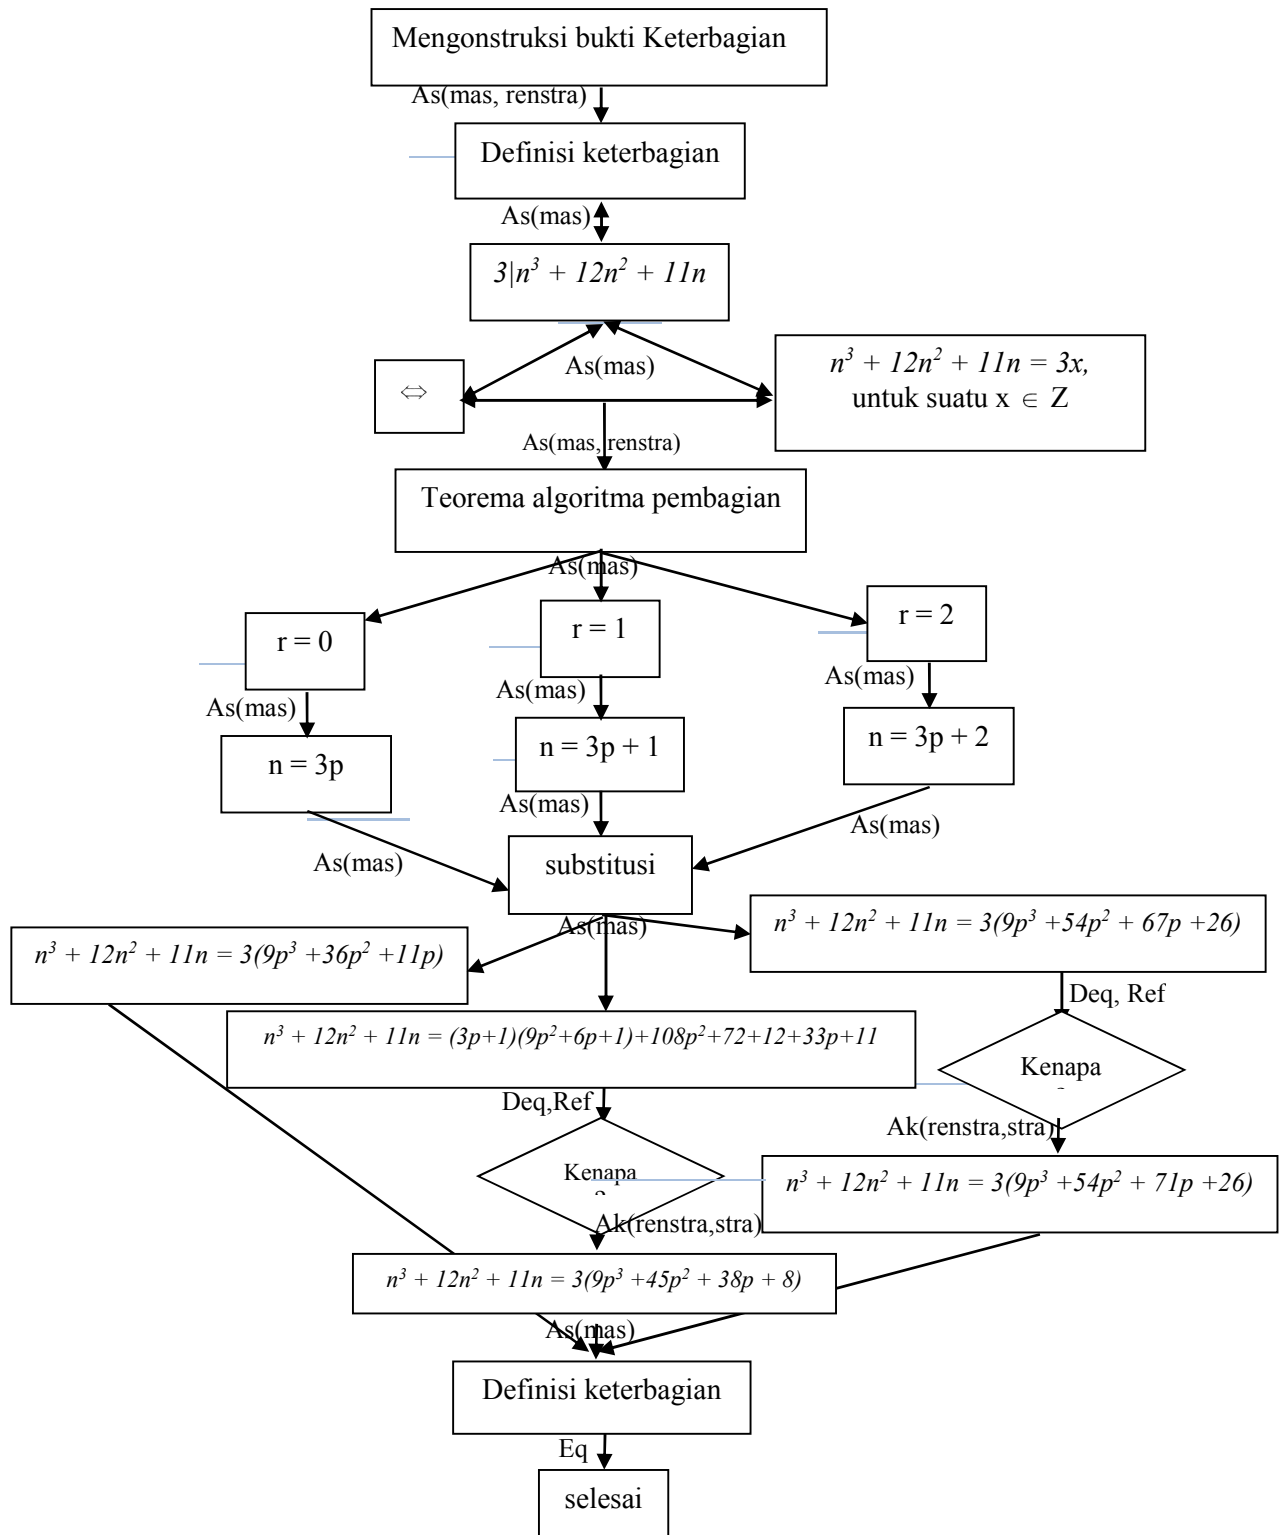 Mengonstruksi bukti Keterbagian
As(mas, renstra)
Definisi keterbagian
As(mas)
3|n³ + 12n² + 11n
As(mas)
⇔
n³ + 12n² + 11n = 3x,
untuk suatu x ∈ Z
As(mas, renstra)
Teorema algoritma pembagian
As(mas)
r = 0
r = 1
r = 2
As(mas)
As(mas)
As(mas)
n = 3p
n = 3p + 1
n = 3p + 2
As(mas)
As(mas)
As(mas)
substitusi
As(mas)
n³ + 12n² + 11n = 3(9p³ +54p² + 67p +26)
n³ + 12n² + 11n = 3(9p³ +36p² +11p)
Deq, Ref
n³ + 12n² + 11n = (3p+1)(9p²+6p+1)+108p²+72+12+33p+11
Kenapa
Deq,Ref
Ak(renstra,stra)
Kenapa
?
n³ + 12n² + 11n = 3(9p³ +54p² + 71p +26)
Ak(renstra,stra)
n³ + 12n² + 11n = 3(9p³ +45p² + 38p + 8)
As(mas)
Definisi keterbagian
Eq
selesai